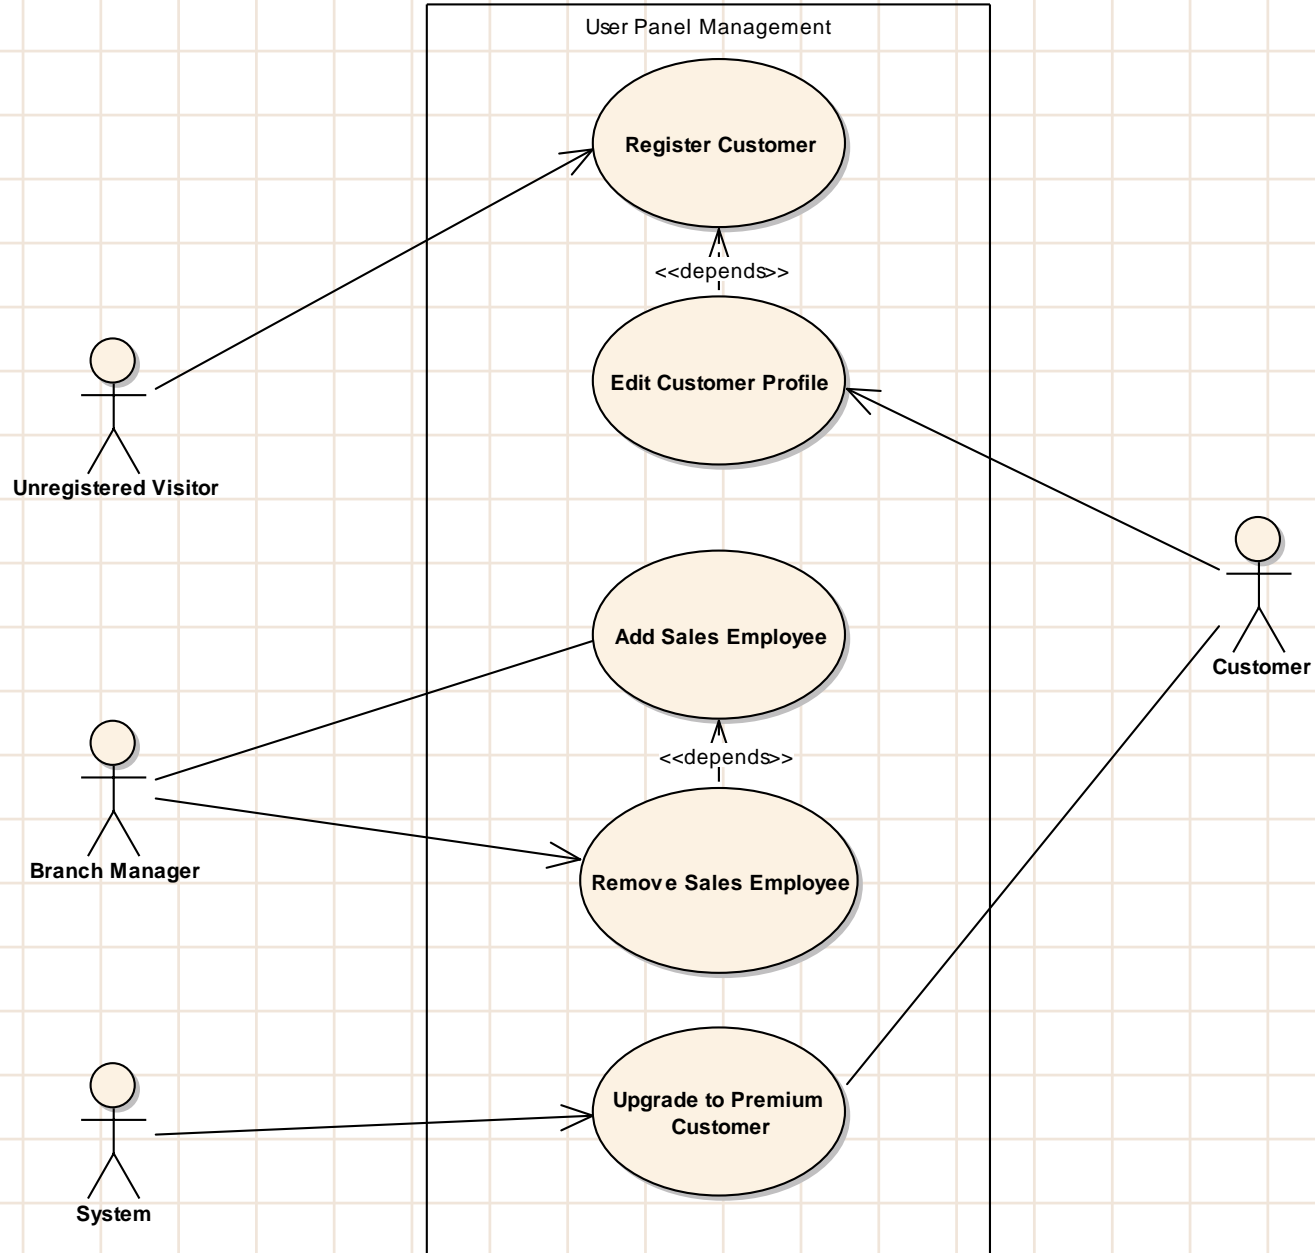 User Panel Management
Register Customer
<<depends>>
Edit Customer Profile
Unregistered Visitor
Add Sales Employee
Customer
<<depends>>
Branch Manager
Remove Sales Employee
Upgrade to Premium
Customer
System